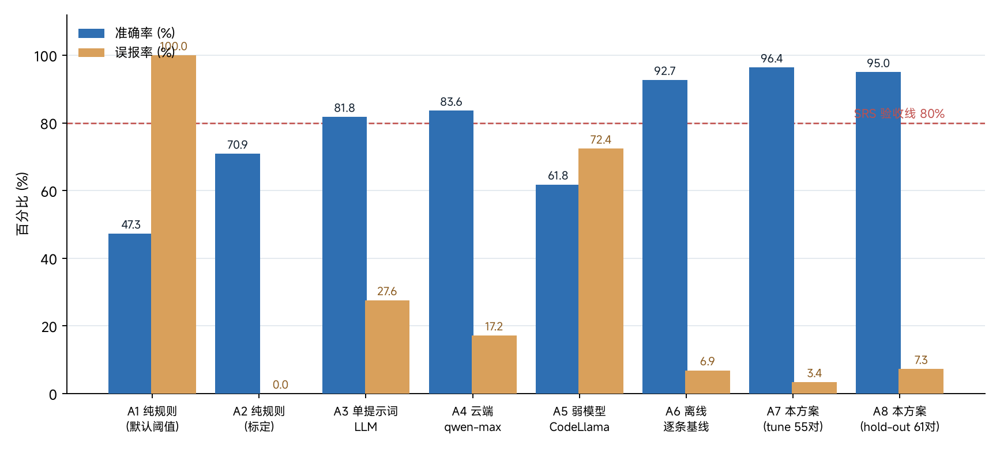 准确率 (%)
误报率 (%)
百分比 (%)
100
80
60
40
20
0
47.3
100.0
70.9
0.0
81.8
27.6
83.6
17.2
61.8
72.4
92.7
6.9
96.4
3.4
95.0
7.3
SRS 验收线 80%
A1 纯规则
(默认阈值)
A2 纯规则
(标定)
A3 单提示词
LLM
A4 云端
qwen-max
A5 弱模型
CodeLlama
A6 离线
逐条基线
A7 本方案
(tune 55对)
A8 本方案
(hold-out 61对)